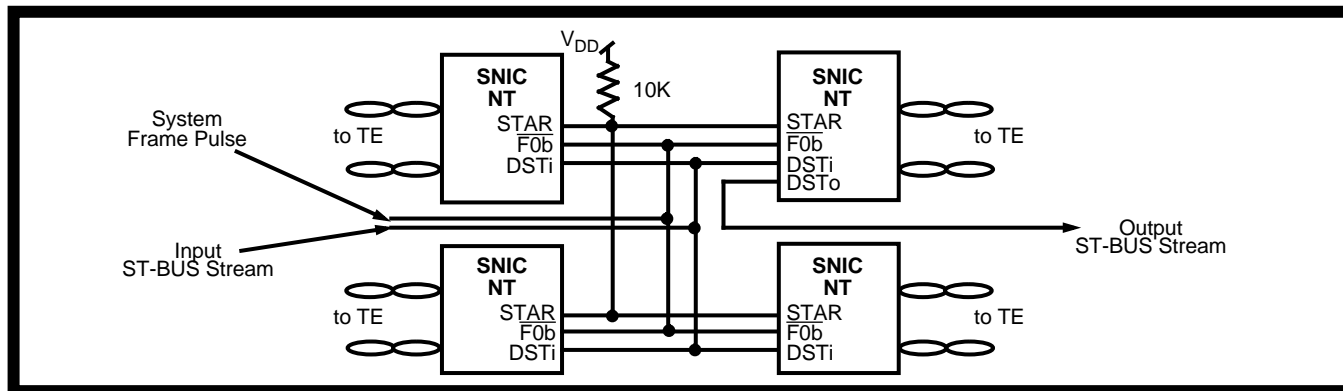 VDD
10K
SNIC
NT
STAR
F0b
DSTi
to TE
SNIC
NT
STAR
F0b
DSTi
DSTo
to TE
System
Frame Pulse
Input
ST-BUS Stream
Output
ST-BUS Stream
SNIC
NT
STAR
F0b
DSTi
to TE
SNIC
NT
STAR
F0b
DSTi
to TE